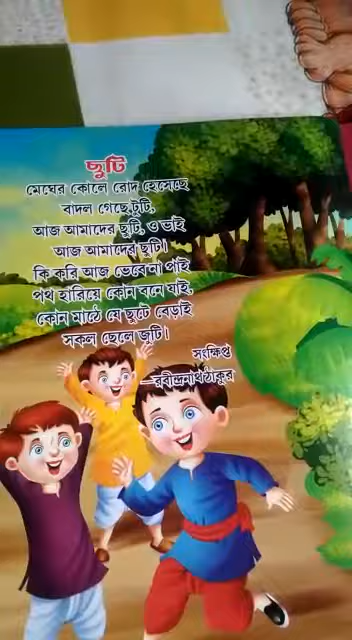 ছুটি
মেঘের কোলে রোদ হেসেছে
বাদল গেছে টুটি,
আজ আমাদের ছুটি, ও ভাই
আজ আমাদের ছুটি।
কি করি আজ ভেবে না পাই
পথ হারিয়ে কোন বনে যাই,
কোন মাঠে যে ছুটে বেড়াই
সকল ছেলে জুটি।
সংক্ষিপ্ত
—রবীন্দ্রনাথ ঠাকুর